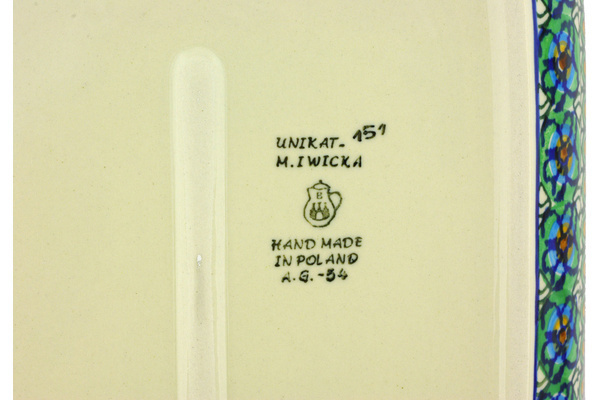 UNIKAT-151
M.IWICKA
B
HAND MADE
IN POLAND
A.G.-54